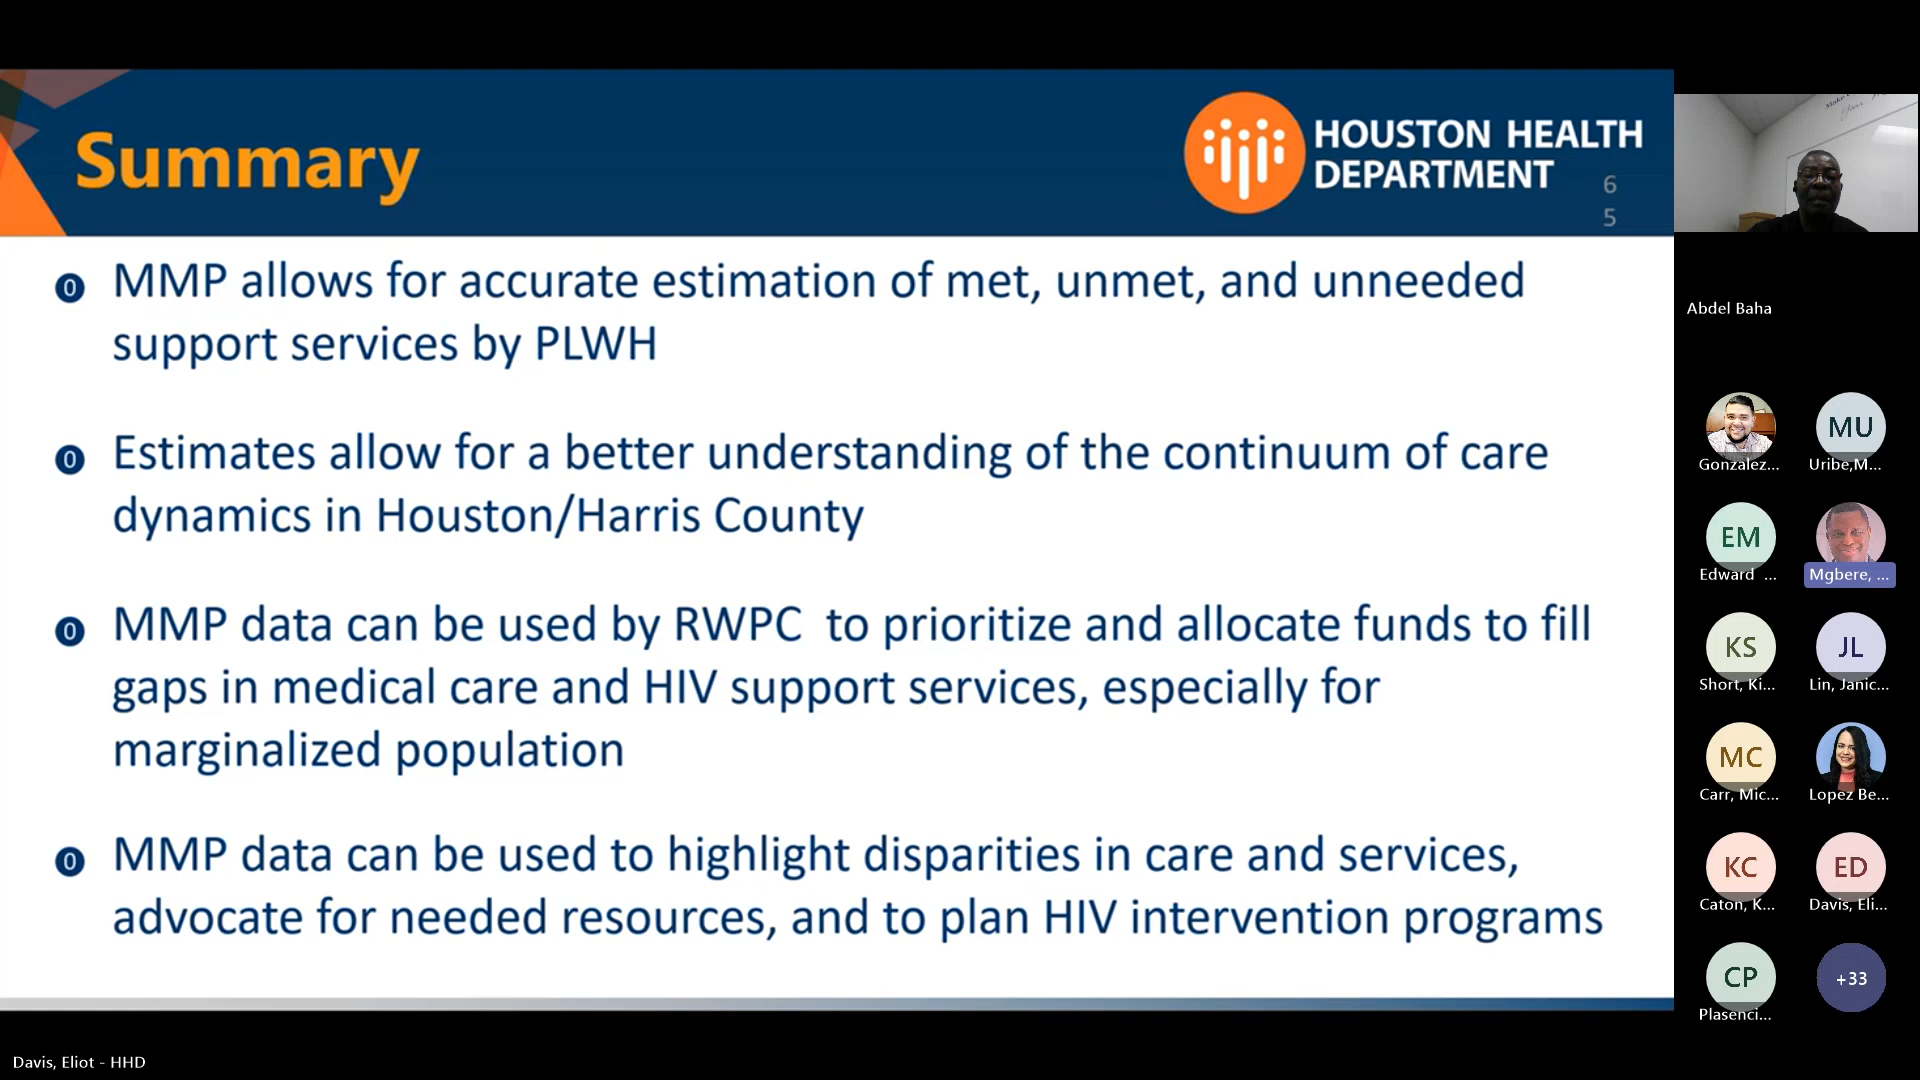 Summary
HOUSTON HEALTH
DEPARTMENT
6
5
MMP allows for accurate estimation of met, unmet, and unneeded
support services by PLWH
Estimates allow for a better understanding of the continuum of care
dynamics in Houston/Harris County
MMP data can be used by RWPC to prioritize and allocate funds to fill
gaps in medical care and HIV support services, especially for
marginalized population
MMP data can be used to highlight disparities in care and services,
advocate for needed resources, and to plan HIV intervention programs
Abdel Baha
Gonzalez...
MU
Uribe,M...
EM
Edward ...
Mgbere, ...
KS
Short, Ki...
JL
Lin, Janic...
MC
Carr, Mic...
Lopez Be...
KC
Caton, K...
ED
Davis, Eli...
CP
Plasenci...
+33
Davis, Eliot - HHD